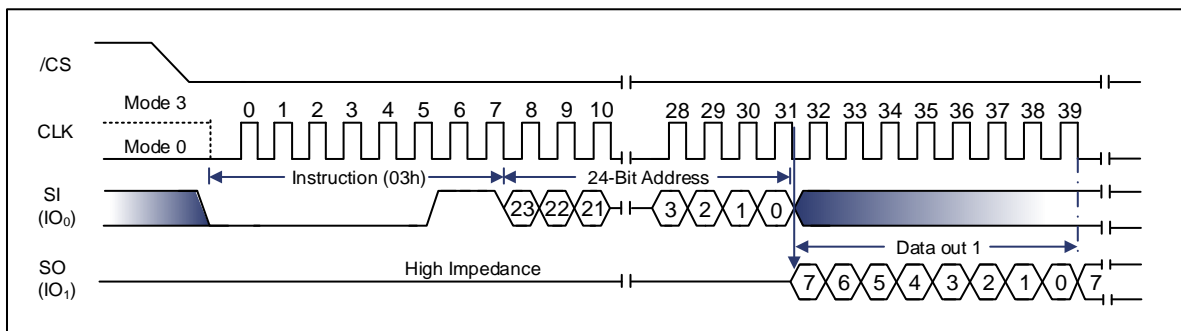 /CS
Mode 3
CLK
Mode 0
0 1 2 3 4 5 6 7 8 9 10 28 29 30 31 32 33 34 35 36 37 38 39
Instruction (03h)
24-Bit Address
SI
(IO₀)
23 22 21 3 2 1 0
Data out 1
SO
(IO₁)
High Impedance
7 6 5 4 3 2 1 0 7